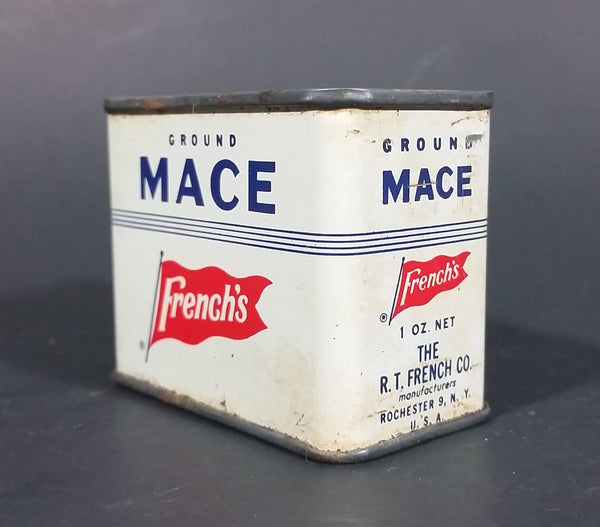 GROUND
MACE
French's
®
GROUND
MACE
French's
®
1 OZ. NET
THE
R.T. FRENCH CO.
manufacturers
ROCHESTER 9, N.Y.
U.S.A.